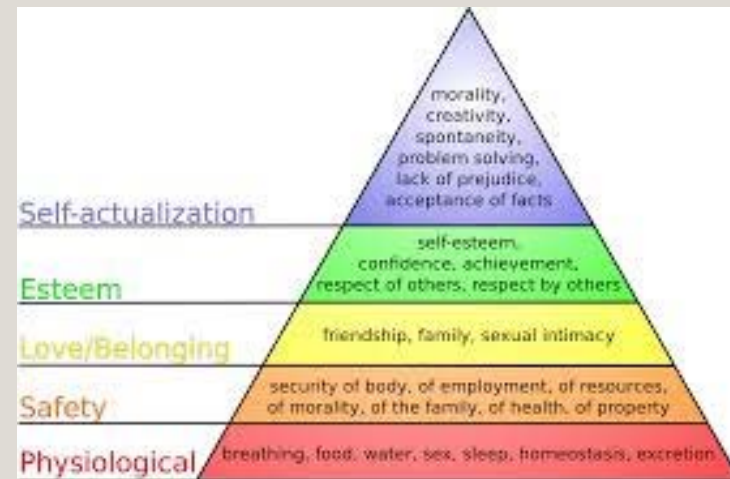 morality,
creativity,
spontaneity,
problem solving,
lack of prejudice,
acceptance of facts
Self-actualization
self-esteem,
confidence, achievement,
respect of others, respect by others
Esteem
friendship, family, sexual intimacy
Love/Belonging
security of body, of employment, of resources,
of morality, of the family, of health, of property
Safety
breathing, food, water, sex, sleep, homeostasis, excretion
Physiological